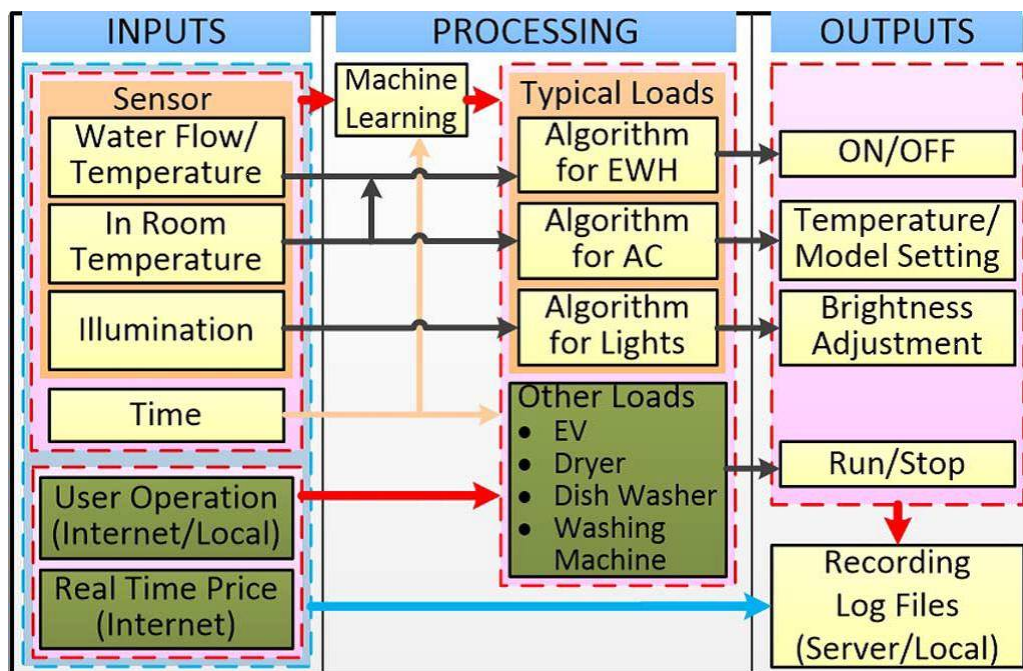 INPUTS
PROCESSING
OUTPUTS
Sensor
Water Flow/
Temperature
In Room
Temperature
Illumination
Time
User Operation
(Internet/Local)
Real Time Price
(Internet)
Machine
Learning
Typical Loads
Algorithm
for EWH
Algorithm
for AC
Algorithm
for Lights
Other Loads
• EV
• Dryer
• Dish Washer
• Washing
Machine
ON/OFF
Temperature/
Model Setting
Brightness
Adjustment
Run/Stop
Recording
Log Files
(Server/Local)